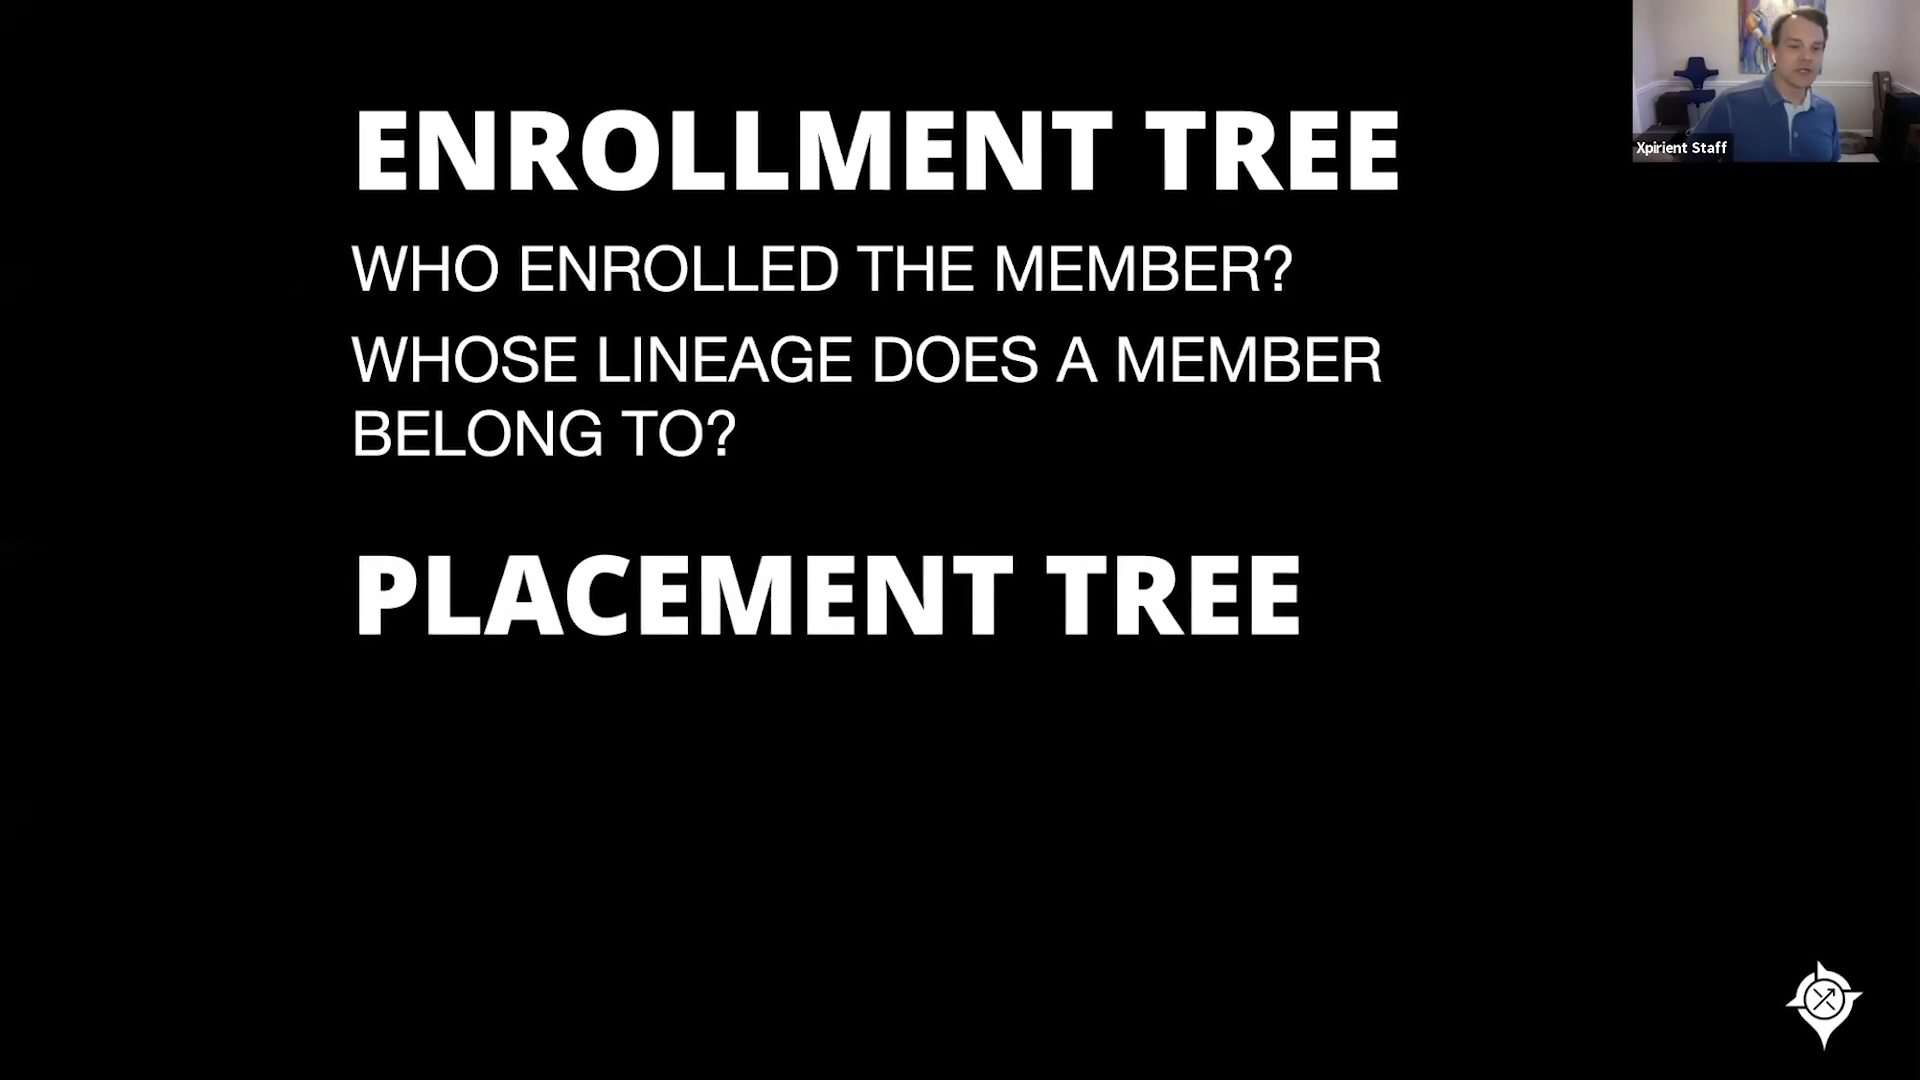 ENROLLMENT TREE
WHO ENROLLED THE MEMBER?
WHOSE LINEAGE DOES A MEMBER
BELONG TO?
PLACEMENT TREE
Xpirient Staff